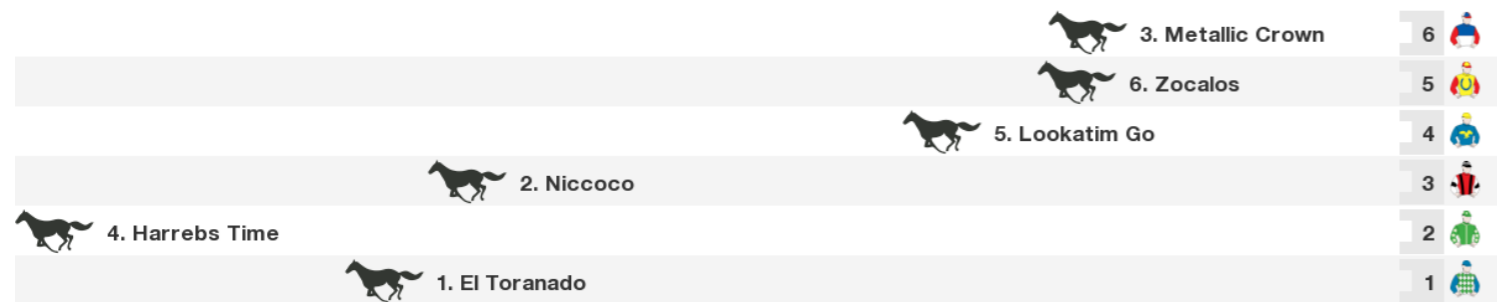 3. Metallic Crown 6
6. Zocalos 5
5. Lookatim Go 4
2. Niccoco 3
4. Harrebs Time 2
1. El Toranado 1